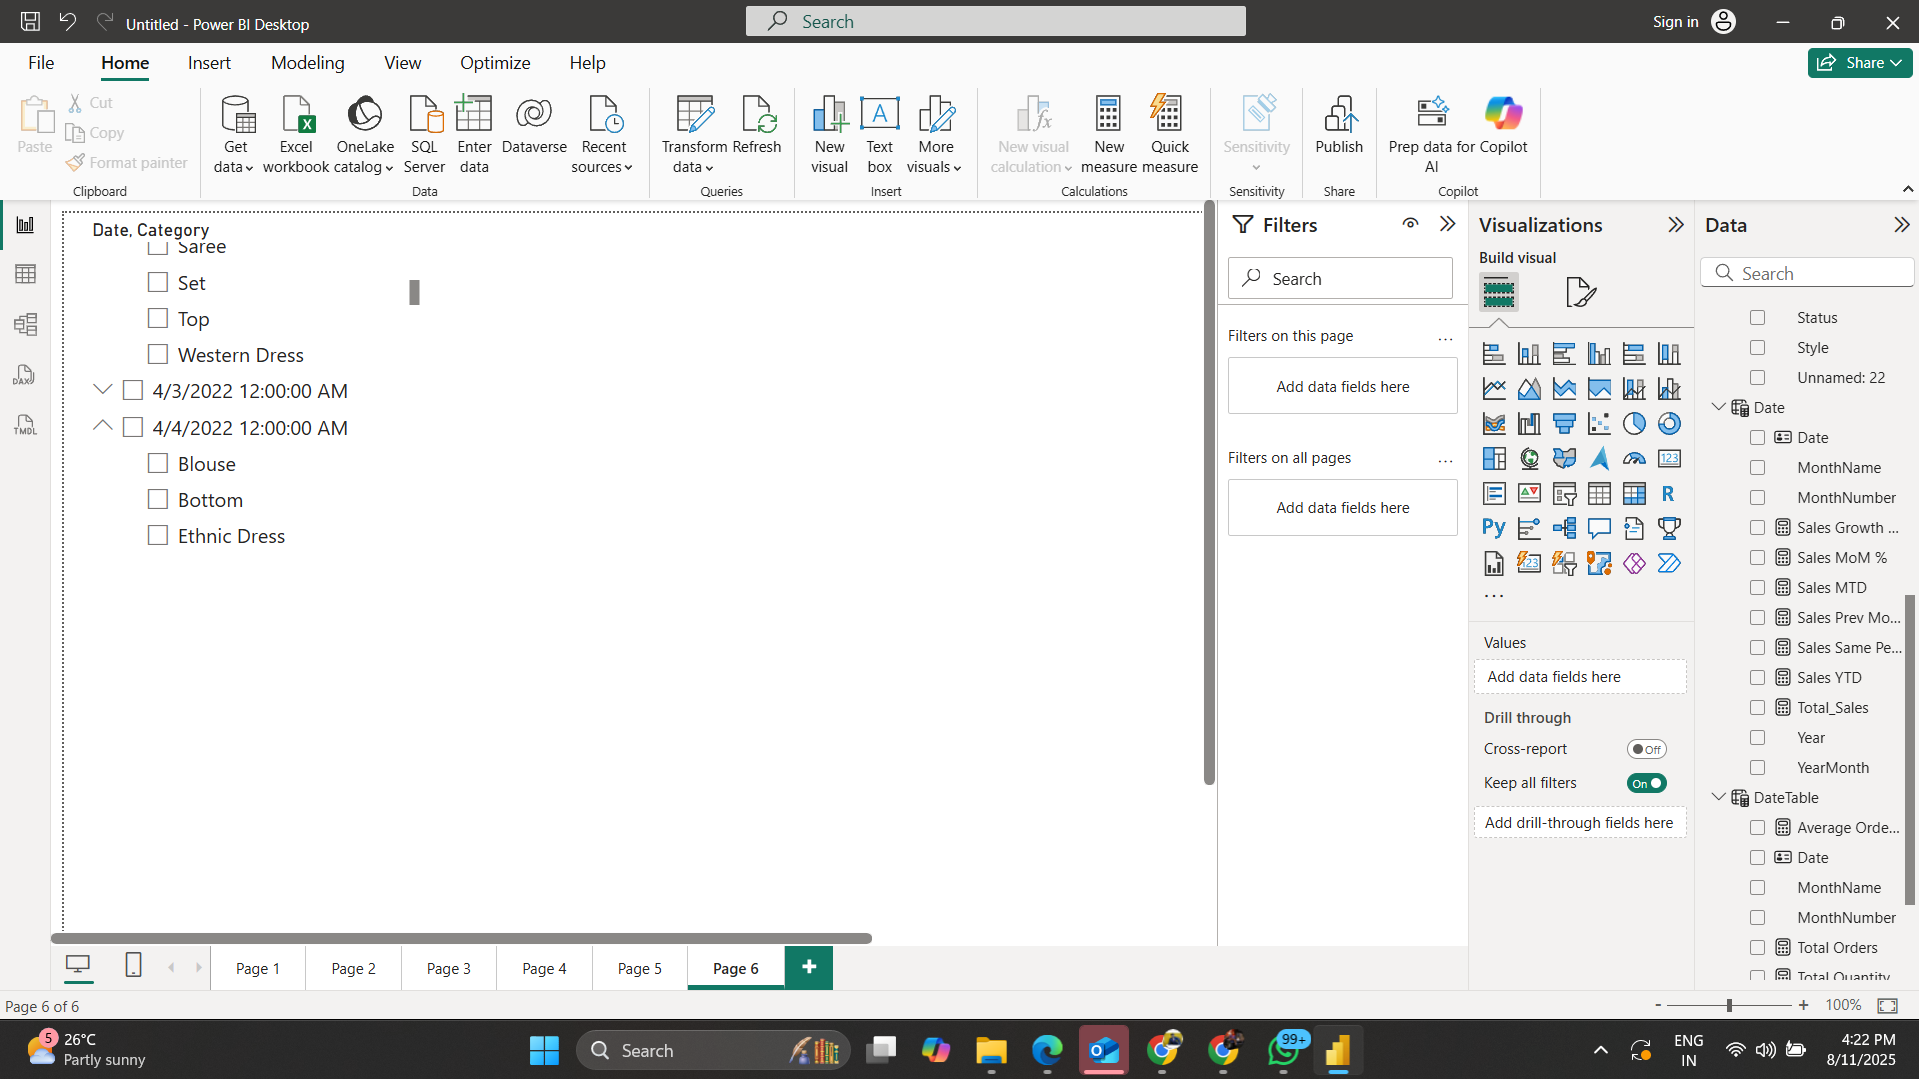 Untitled - Power BI Desktop
Search
Sign in
File
Home
Insert
Modeling
View
Optimize
Help
Share
Paste
Cut
Copy
Format painter
Clipboard
Get data
Excel workbook
OneLake catalog
SQL Server
Enter data
Dataverse
Recent sources
Data
Transform data
Refresh
Queries
New visual
Text box
More visuals
Insert
New visual calculation
New measure
Quick measure
Calculations
Sensitivity
Sensitivity
Publish
Share
Prep data for AI
Copilot
Copilot
DAX
TMDL
Date, Category
Saree
Set
Top
Western Dress
4/3/2022 12:00:00 AM
4/4/2022 12:00:00 AM
Blouse
Bottom
Ethnic Dress
Filters
Search
Filters on this page
...
Add data fields here
Filters on all pages
...
Add data fields here
Visualizations
Build visual
123
R
Py
123
...
Values
Add data fields here
Drill through
Cross-report
Off
Keep all filters
On
Add drill-through fields here
Data
Search
Status
Style
Unnamed: 22
Date
Date
MonthName
MonthNumber
Sales Growth ...
Sales MoM %
Sales MTD
Sales Prev Mo...
Sales Same Pe...
Sales YTD
Total_Sales
Year
YearMonth
DateTable
Average Orde...
Date
MonthName
MonthNumber
Total Orders
Total Quantity
Page 1
Page 2
Page 3
Page 4
Page 5
Page 6
+
Page 6 of 6
- + 100%
5
26°C
Partly sunny
Search
99+
ENG
IN
4:22 PM
8/11/2025